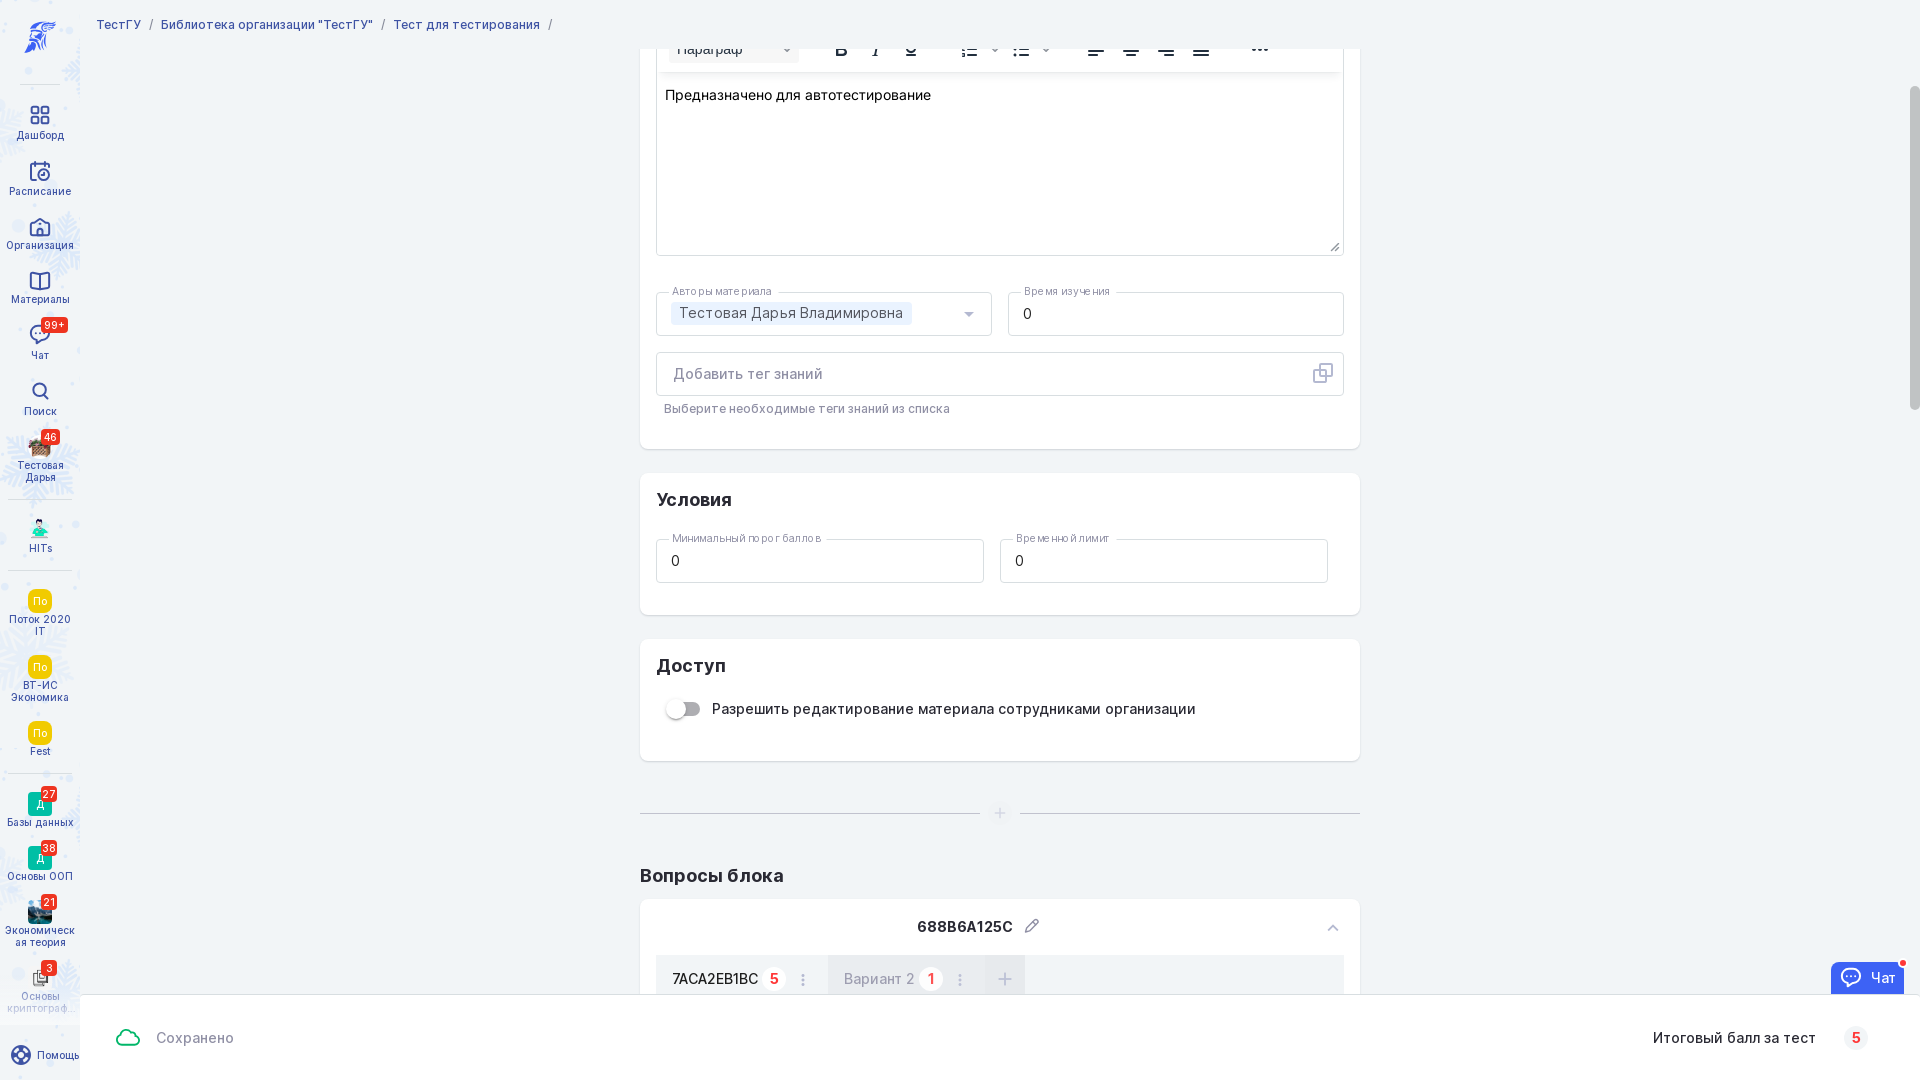 ТестГУ / Библиотека организации "ТестГУ" / Тест для тестирования /
Дашборд
Расписание
Организация
Материалы
99+
Чат
Поиск
46
Тестовая
Дарья
HITs
По
Поток 2020
IT
По
ВТ-ИС
Экономика
По
Fest
27
Д
Базы данных
38
Д
Основы ООП
21
Экономическ
ая теория
3
Основы
криптограф...
Помощь
Параграф
Предназначено для автотестирование
Авторы материала
Тестовая Дарья Владимировна
Время изучения
0
Добавить тег знаний
Выберите необходимые теги знаний из списка
Условия
Минимальный порог баллов
0
Временной лимит
0
Доступ
Разрешить редактирование материала сотрудниками организации
Вопросы блока
688B6A125C
7ACA2EB1BC 5
Вариант 2 1
Чат
Сохранено
Итоговый балл за тест 5